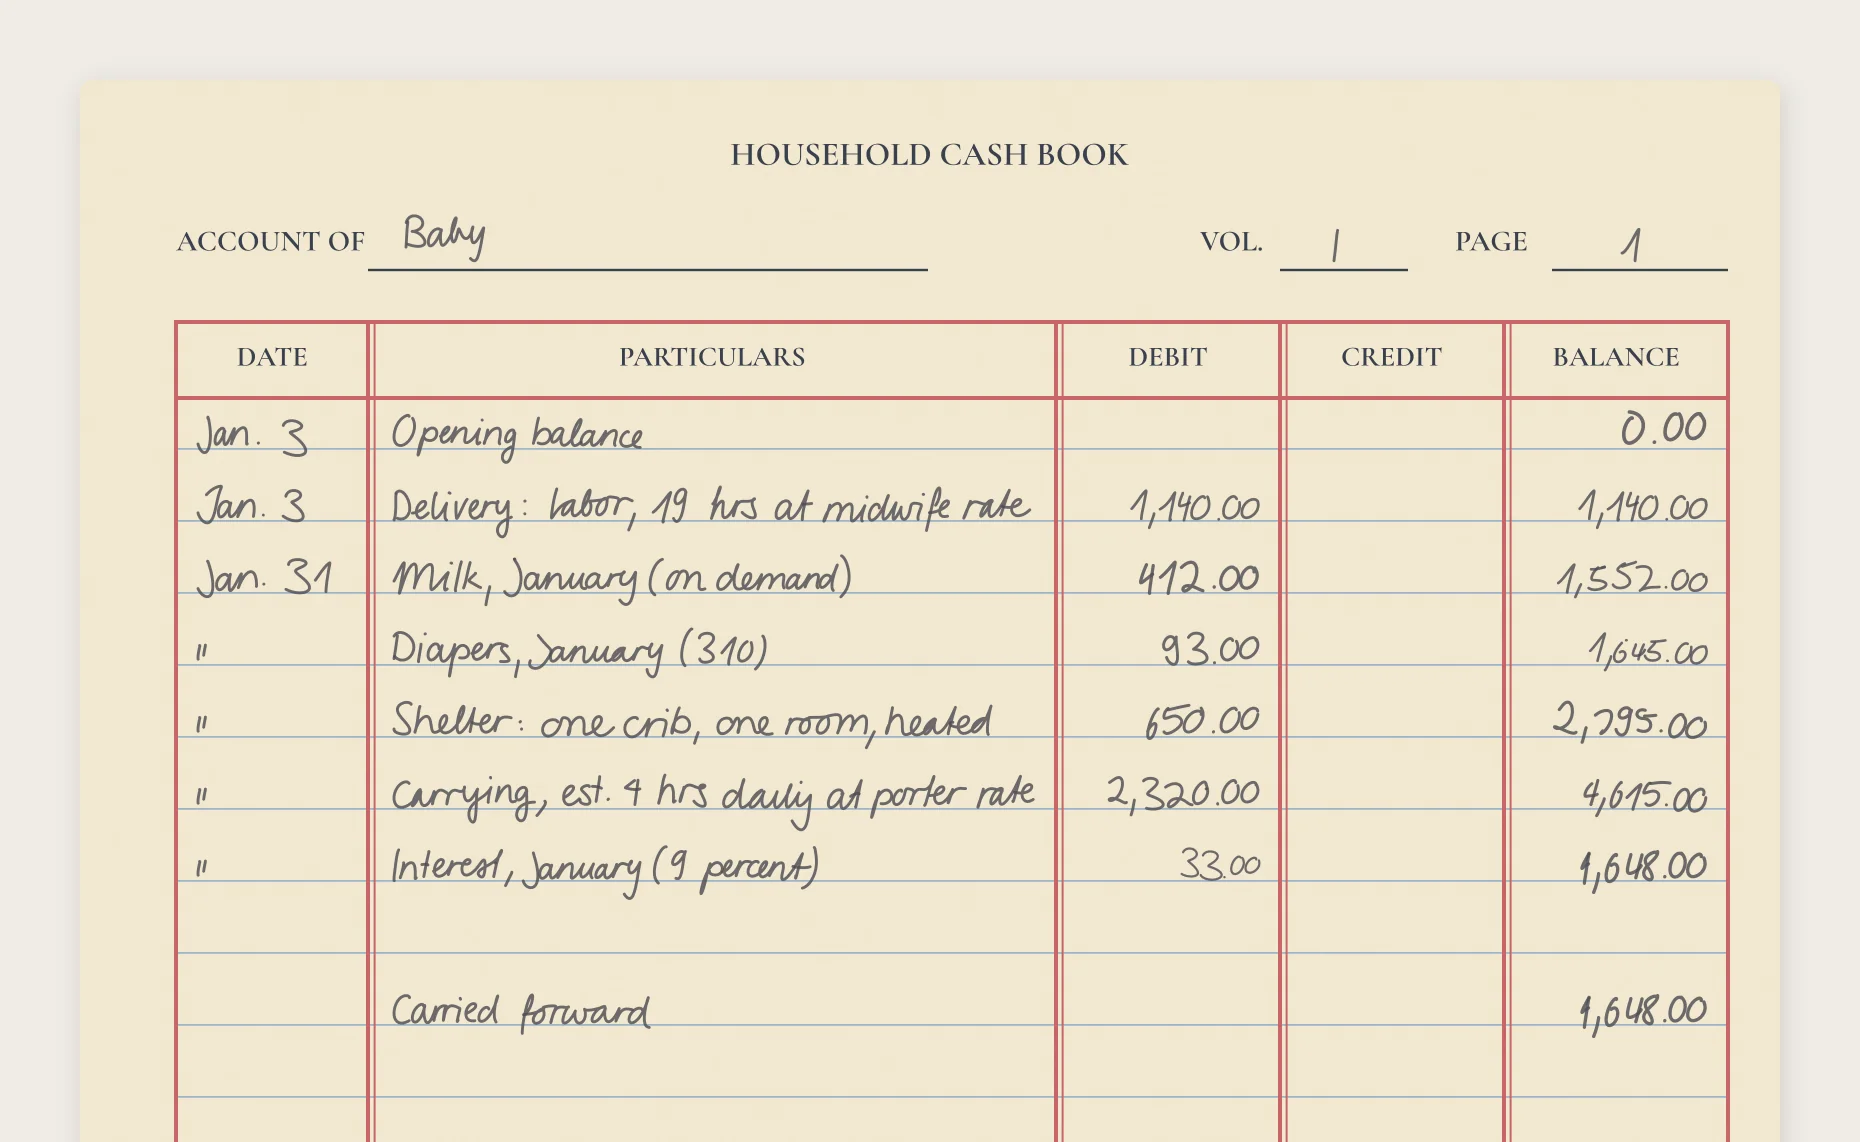 HOUSEHOLD CASH BOOK
ACCOUNT OF Baby VOL. 1 PAGE 1
DATE PARTICULARS DEBIT CREDIT BALANCE
Jan. 3 Opening balance 0.00
Jan. 3 Delivery: labor, 19 hrs at midwife rate 1,140.00 1,140.00
Jan. 31 Milk, January (on demand) 412.00 1,552.00
" Diapers, January (310) 93.00 1,645.00
" Shelter: one crib, one room, heated 650.00 2,295.00
" Carrying, est. 4 hrs daily at porter rate 2,320.00 4,615.00
" Interest, January (9 percent) 33.00 4,648.00
Carried forward 4,648.00